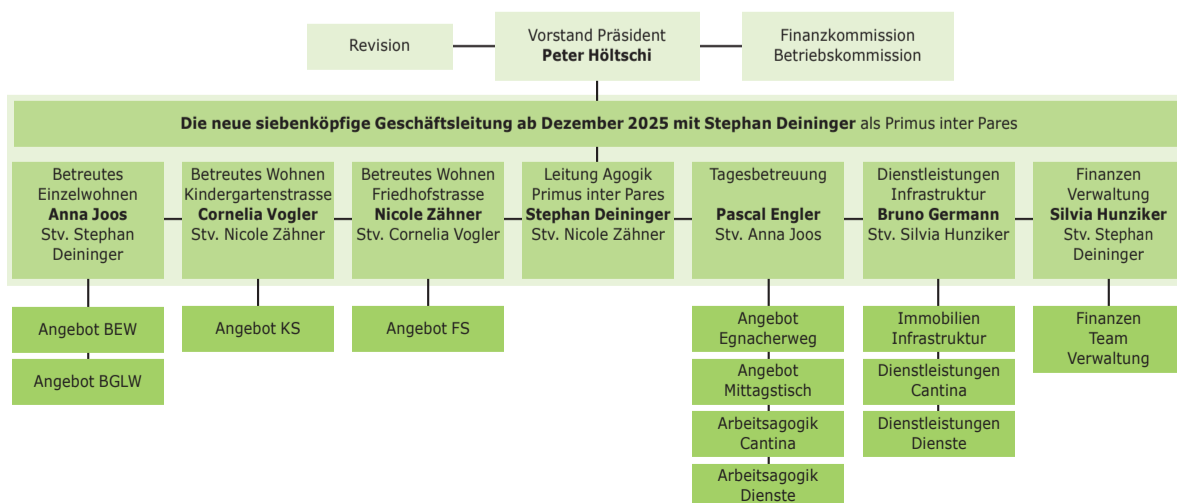 Revision
Vorstand Präsident
Peter Höltschi
Finanzkommission
Betriebskommission
Die neue siebenköpfige Geschäftsleitung ab Dezember 2025 mit Stephan Deininger als Primus inter Pares
Betreutes
Einzelwohnen
Anna Joos
Stv. Stephan
Deininger
Betreutes Wohnen
Kindergartenstrasse
Cornelia Vogler
Stv. Nicole Zähner
Betreutes Wohnen
Friedhofstrasse
Nicole Zähner
Stv. Cornelia Vogler
Leitung Agogik
Primus inter Pares
Stephan Deininger
Stv. Nicole Zähner
Tagesbetreuung
Pascal Engler
Stv. Anna Joos
Dienstleistungen
Infrastruktur
Bruno Germann
Stv. Silvia Hunziker
Finanzen
Verwaltung
Silvia Hunziker
Stv. Stephan
Deininger
Angebot BEW
Angebot BGLW
Angebot KS
Angebot FS
Angebot
Egnacherweg
Angebot
Mittagstisch
Arbeitsagogik
Cantina
Arbeitsagogik
Dienste
Immobilien
Infrastruktur
Dienstleistungen
Cantina
Dienstleistungen
Dienste
Finanzen
Team
Verwaltung